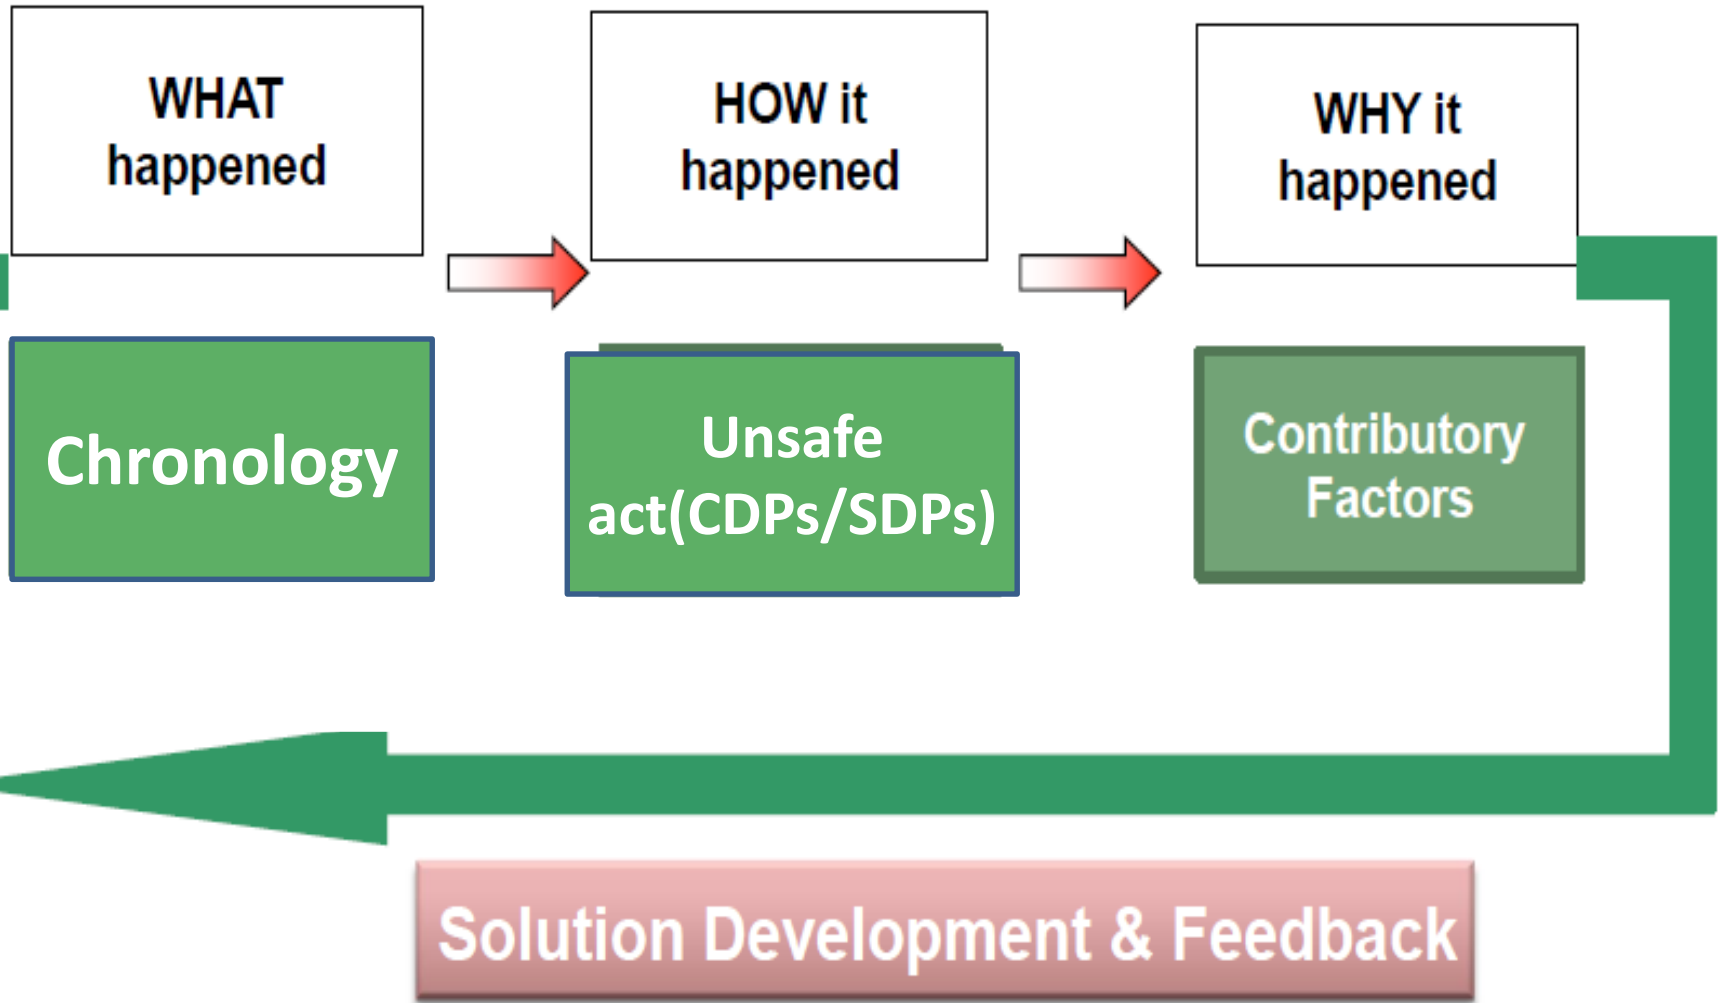 WHAT
happened
HOW it
happened
WHY it
happened
Chronology
Unsafe
act(CDPs/SDPs)
Contributory
Factors
Solution Development & Feedback